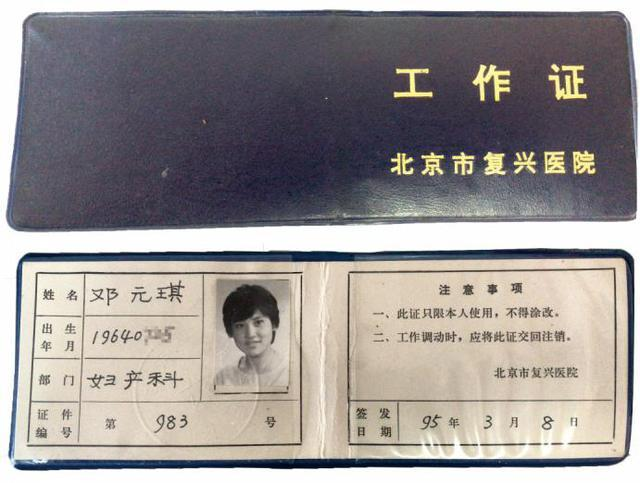 工作证
北京市复兴医院
姓名 邓元琪
出生年月 19640
部门 妇产科
证件编号 第 983 号
注意事项
一、此证只限本人使用，不得涂改。
二、工作调动时，应将此证交回注销。
北京市复兴医院
签发日期 95年3月8日